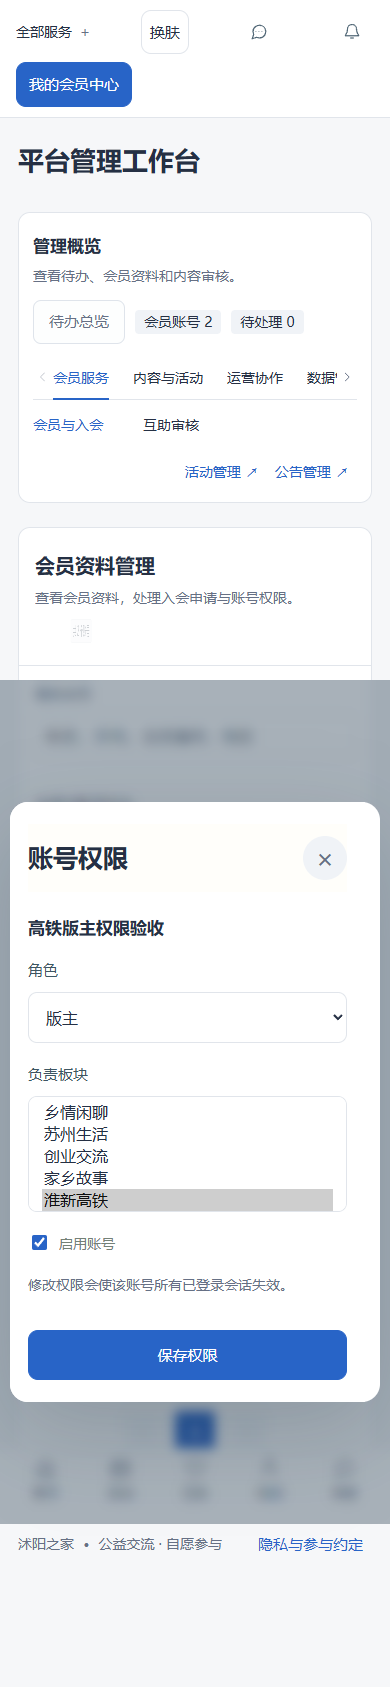 全部服务 +
换肤
我的会员中心
平台管理工作台
管理概览
查看待办、会员资料和内容审核。
待办总览 会员账号 2 待处理 0
会员服务 内容与活动 运营协作 数据
会员与入会 互助审核
活动管理 ↗ 公告管理 ↗
会员资料管理
查看会员资料，处理入会申请与账号权限。
账号权限
高铁版主权限验收
角色
版主
负责板块
乡情闲聊
苏州生活
创业交流
家乡故事
淮新高铁
启用账号
修改权限会使该账号所有已登录会话失效。
保存权限
沭阳之家 • 公益交流 · 自愿参与 隐私与参与约定